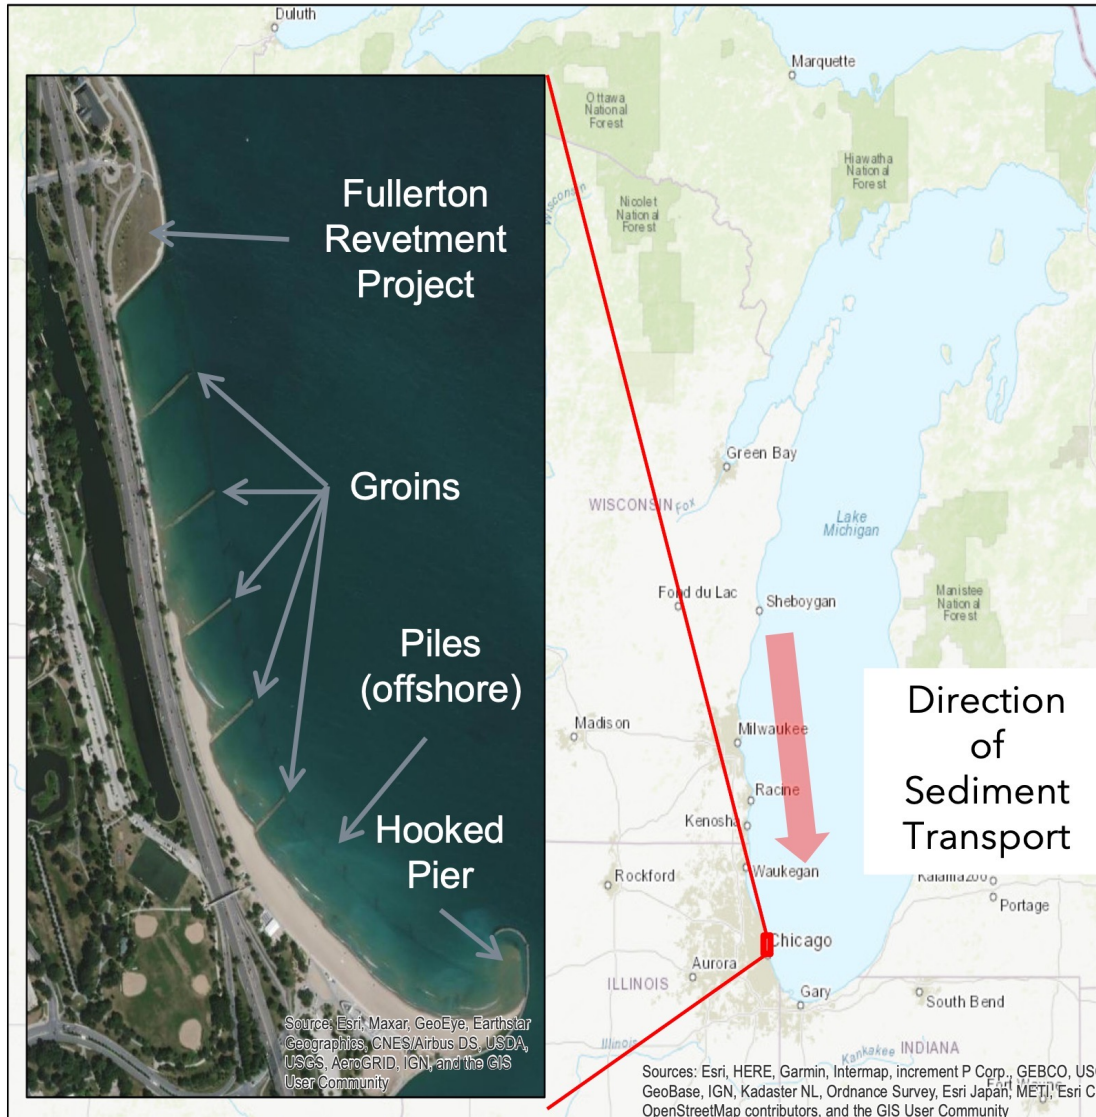 Duluth
Marquette
Ottawa
National
Forest
Hiawatha
National
Forest
Nicolet
National
Forest
Wisconsin
Fullerton
Revetment
Project
Groins
Piles
(offshore)
Hooked
Pier
Source: Esri, Maxar, GeoEye, Earthstar
Geographics, CNES/Airbus DS, USDA,
USGS, AeroGRID, IGN, and the GIS
User Community
Green Bay
WISCONSIN
Fox
Lake
Michigan
Fond du Lac
Sheboygan
Manistee
National
Forest
Madison
Milwaukee
Racine
Kenosha
Waukegan
Rockford
Direction
of
Sediment
Transport
Kalamazoo
Portage
Chicago
Aurora
ILLINOIS
Gary
South Bend
Illinois
Kankakee
INDIANA
Fort Wayne
Sources: Esri, HERE, Garmin, Intermap, increment P Corp., GEBCO, USG
GeoBase, IGN, Kadaster NL, Ordnance Survey, Esri Japan, METI, Esri C
OpenStreetMap contributors, and the GIS User Community